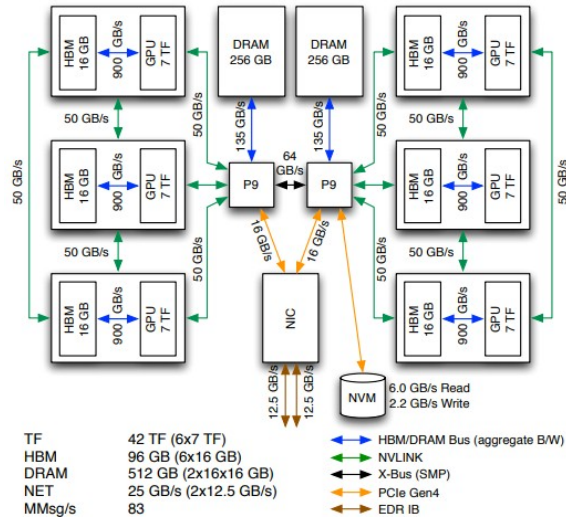 HBM
16 GB
900
GB/s
GPU
7 TF
DRAM
256 GB
DRAM
256 GB
HBM
16 GB
900
GB/s
GPU
7 TF
50 GB/s
50 GB/s
50 GB/s
135 GB/s
135 GB/s
50 GB/s
50 GB/s
50 GB/s
HBM
16 GB
900
GB/s
GPU
7 TF
P9
64
GB/s
P9
HBM
16 GB
900
GB/s
GPU
7 TF
50 GB/s
50 GB/s
16 GB/s
16 GB/s
50 GB/s
50 GB/s
HBM
16 GB
900
GB/s
GPU
7 TF
NIC
HBM
16 GB
900
GB/s
GPU
7 TF
12.5 GB/s
12.5 GB/s
NVM
6.0 GB/s Read
2.2 GB/s Write
TF 42 TF (6x7 TF)
HBM 96 GB (6x16 GB)
DRAM 512 GB (2x16x16 GB)
NET 25 GB/s (2x12.5 GB/s)
MMsg/s 83
HBM/DRAM Bus (aggregate B/W)
NVLINK
X-Bus (SMP)
PCIe Gen4
EDR IB